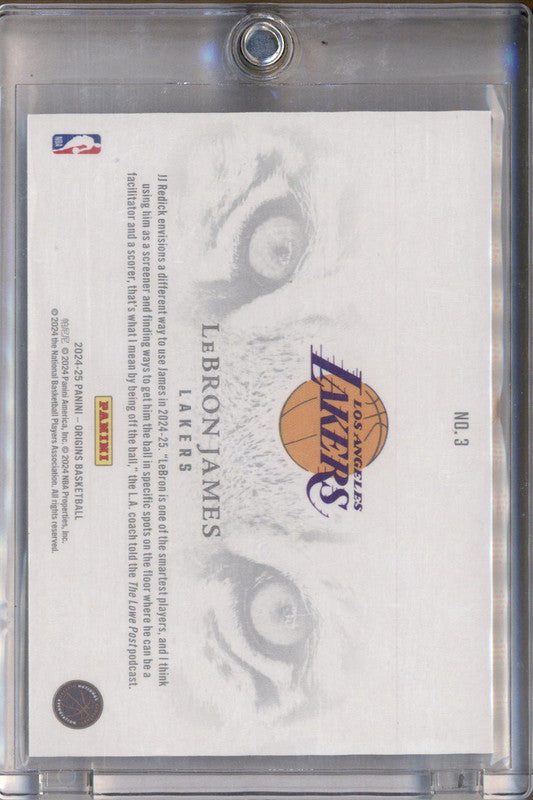 NO. 3
LOS ANGELES
LAKERS
LEBRON JAMES
LAKERS
JJ Redick envisions a different way to use James in 2024-25. "LeBron is one of the smartest players, and I think
using him as a screener and finding ways to get him the ball in specific spots on the floor where he can be a
facilitator and a scorer, that's what I mean by being off the ball," the L.A. coach told the The Lowe Post podcast.
PANINI
2024-25 PANINI – ORIGINS BASKETBALL
© 2024 Panini America, Inc. © 2024 NBA Properties, Inc.
© 2024 the National Basketball Players Association. All rights reserved.
NBA